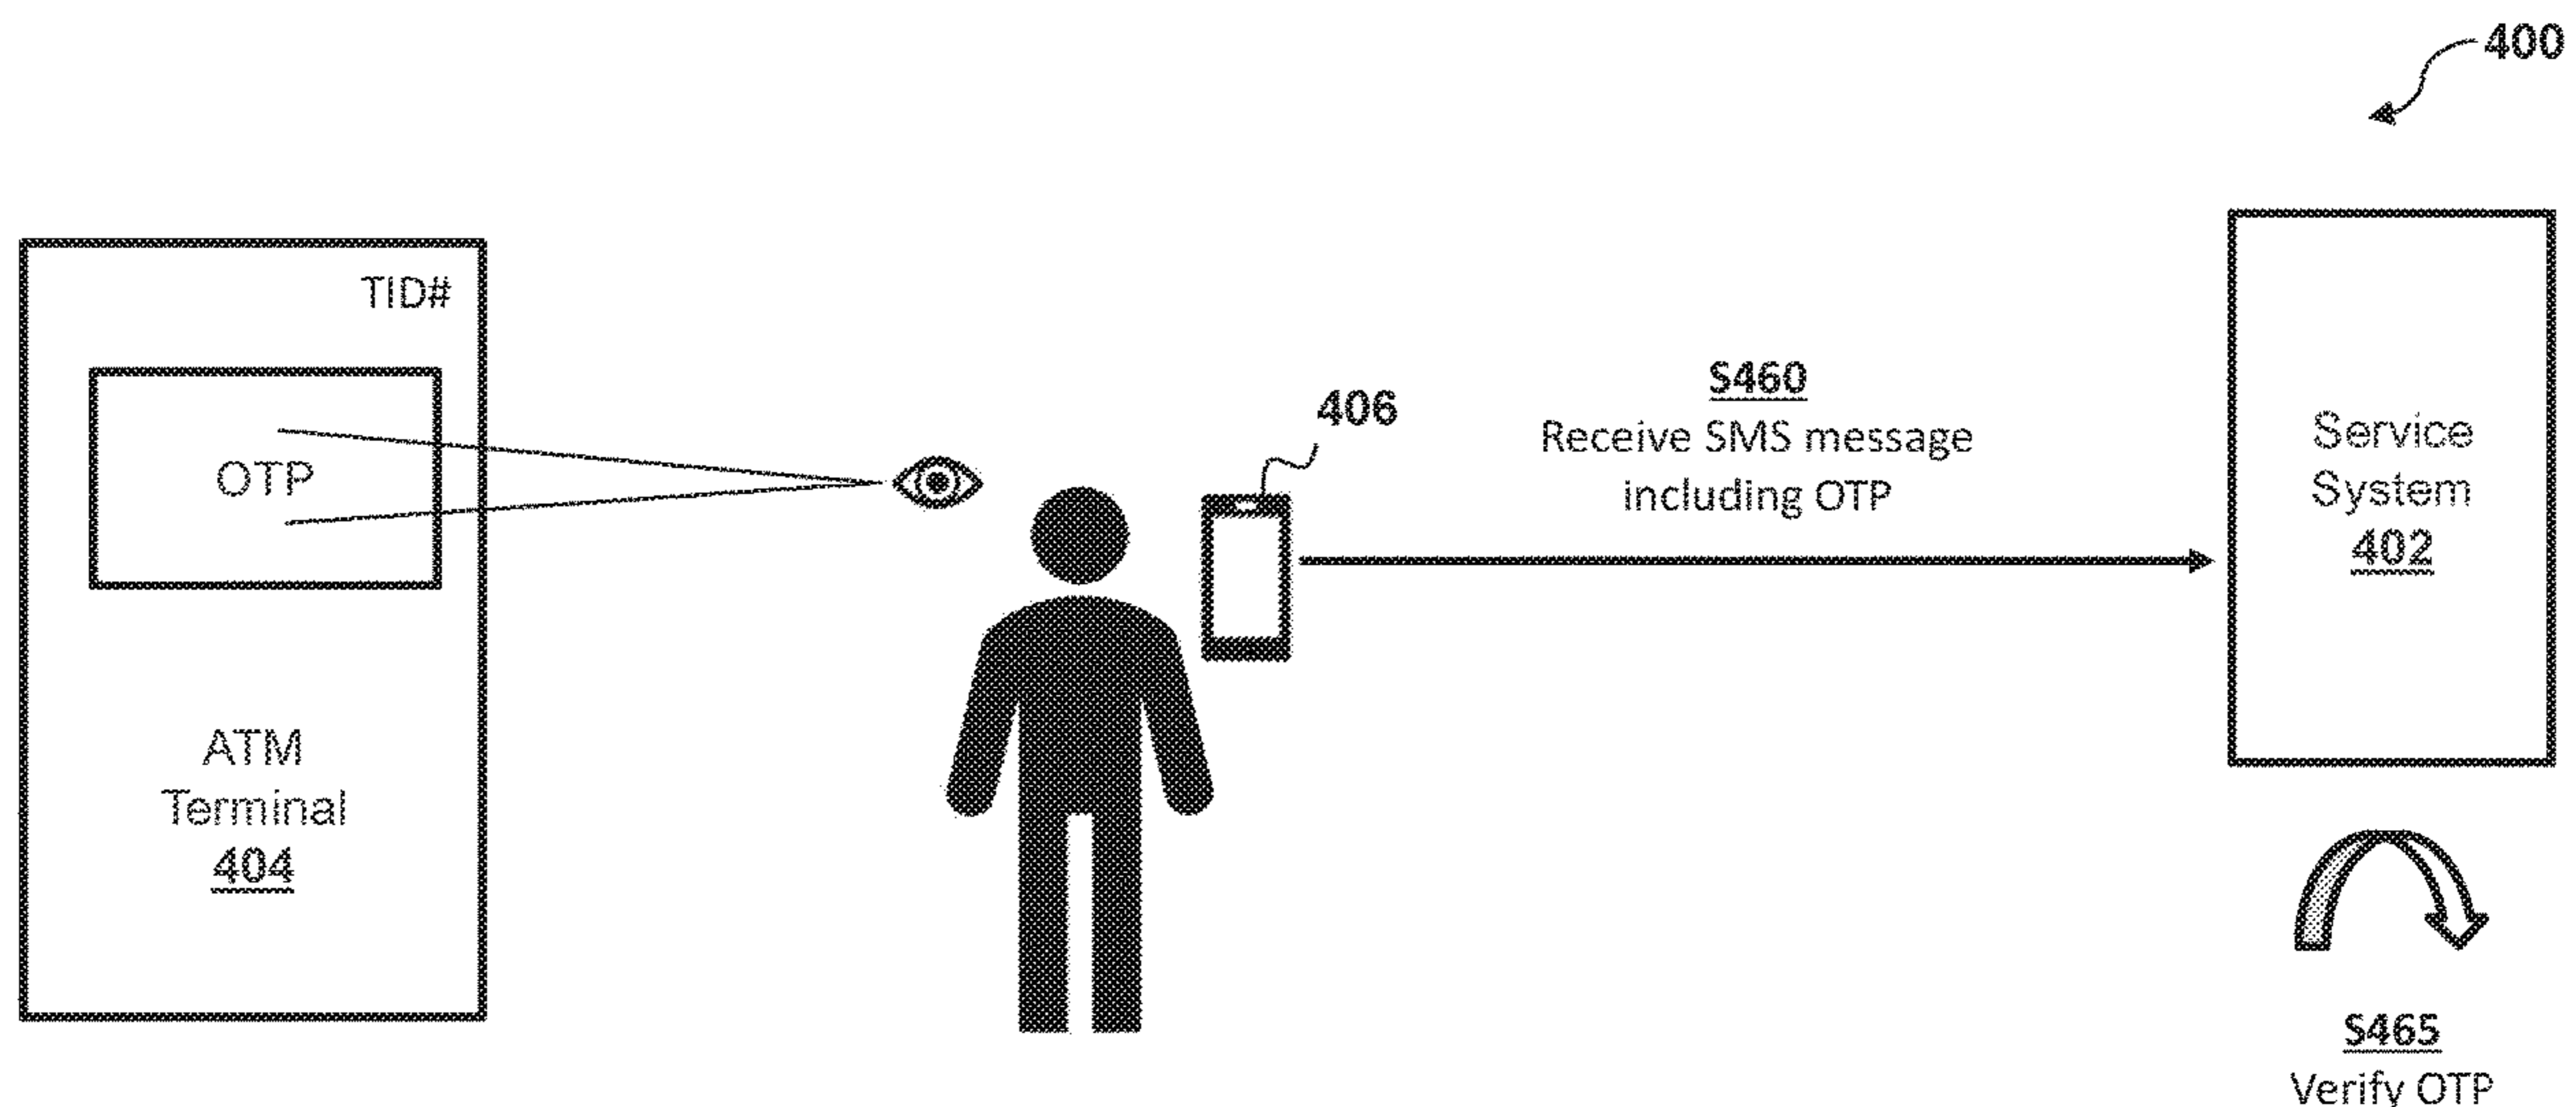 400
TID#
OTP
ATM
Terminal
404
406
S460
Receive SMS message
including OTP
Service
System
402
S465
Verify OTP